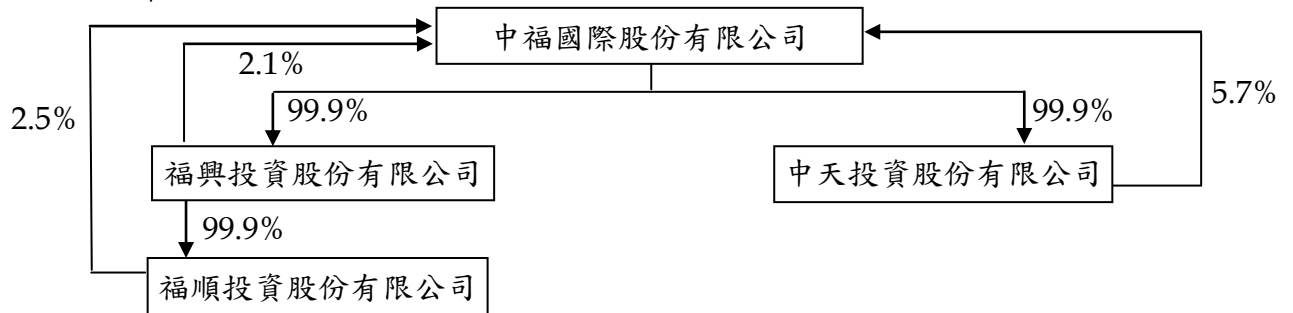 中福國際股份有限公司
2.1%
5.7%
2.5%
99.9%
99.9%
福興投資股份有限公司
中天投資股份有限公司
99.9%
福順投資股份有限公司